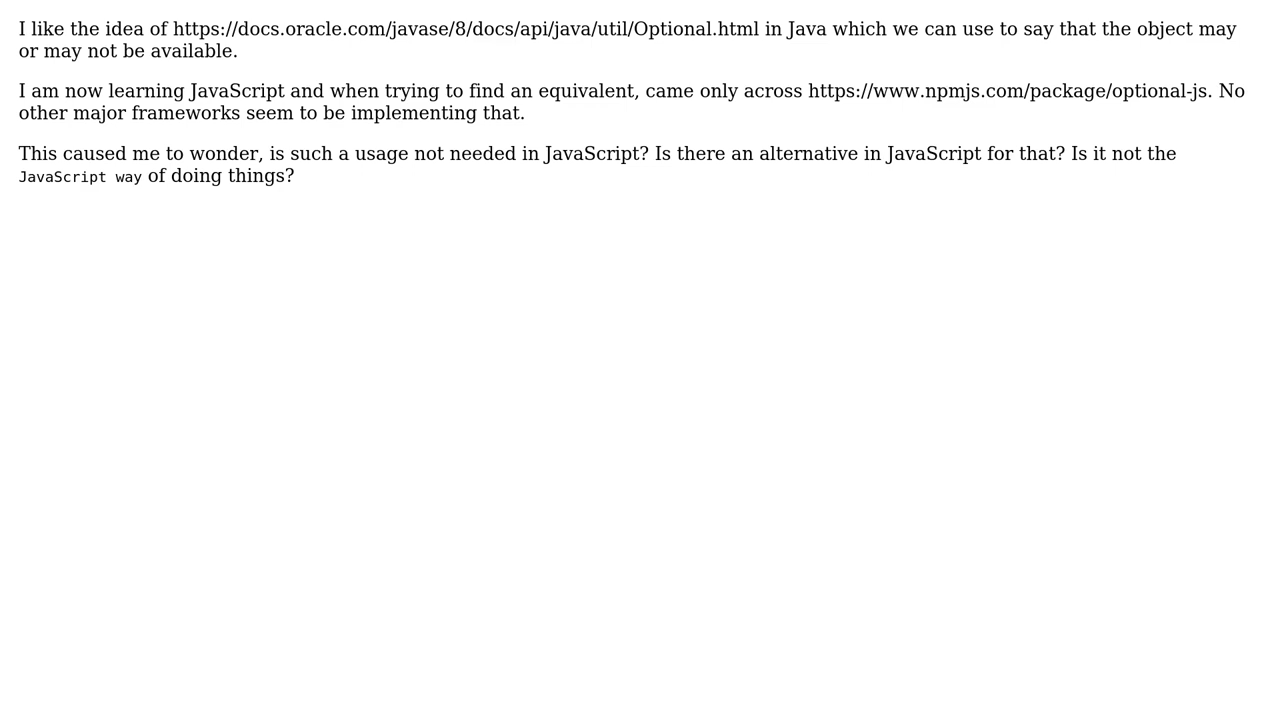 I like the idea of https://docs.oracle.com/javase/8/docs/api/java/util/Optional.html in Java which we can use to say that the object may
or may not be available.
I am now learning JavaScript and when trying to find an equivalent, came only across https://www.npmjs.com/package/optional-js. No
other major frameworks seem to be implementing that.
This caused me to wonder, is such a usage not needed in JavaScript? Is there an alternative in JavaScript for that? Is it not the
JavaScript way of doing things?